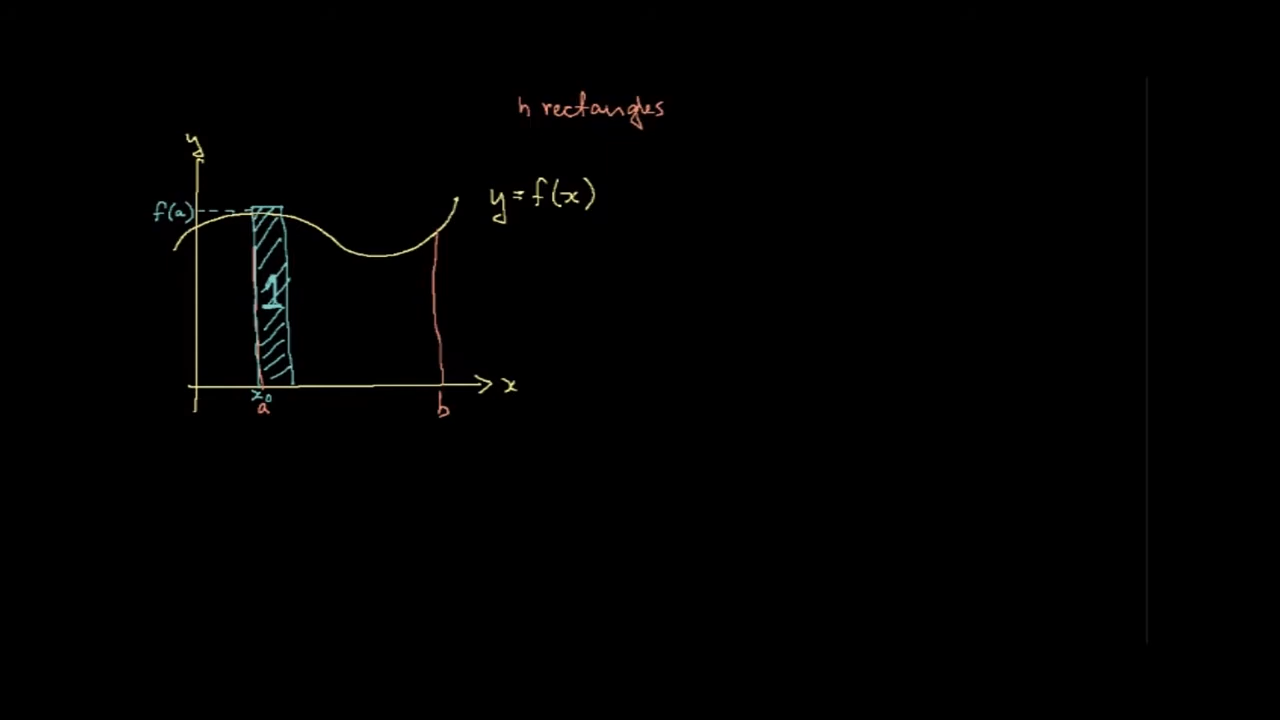 n rectangles
y
y = f(x)
f(a)
1
x
x₀
a
b